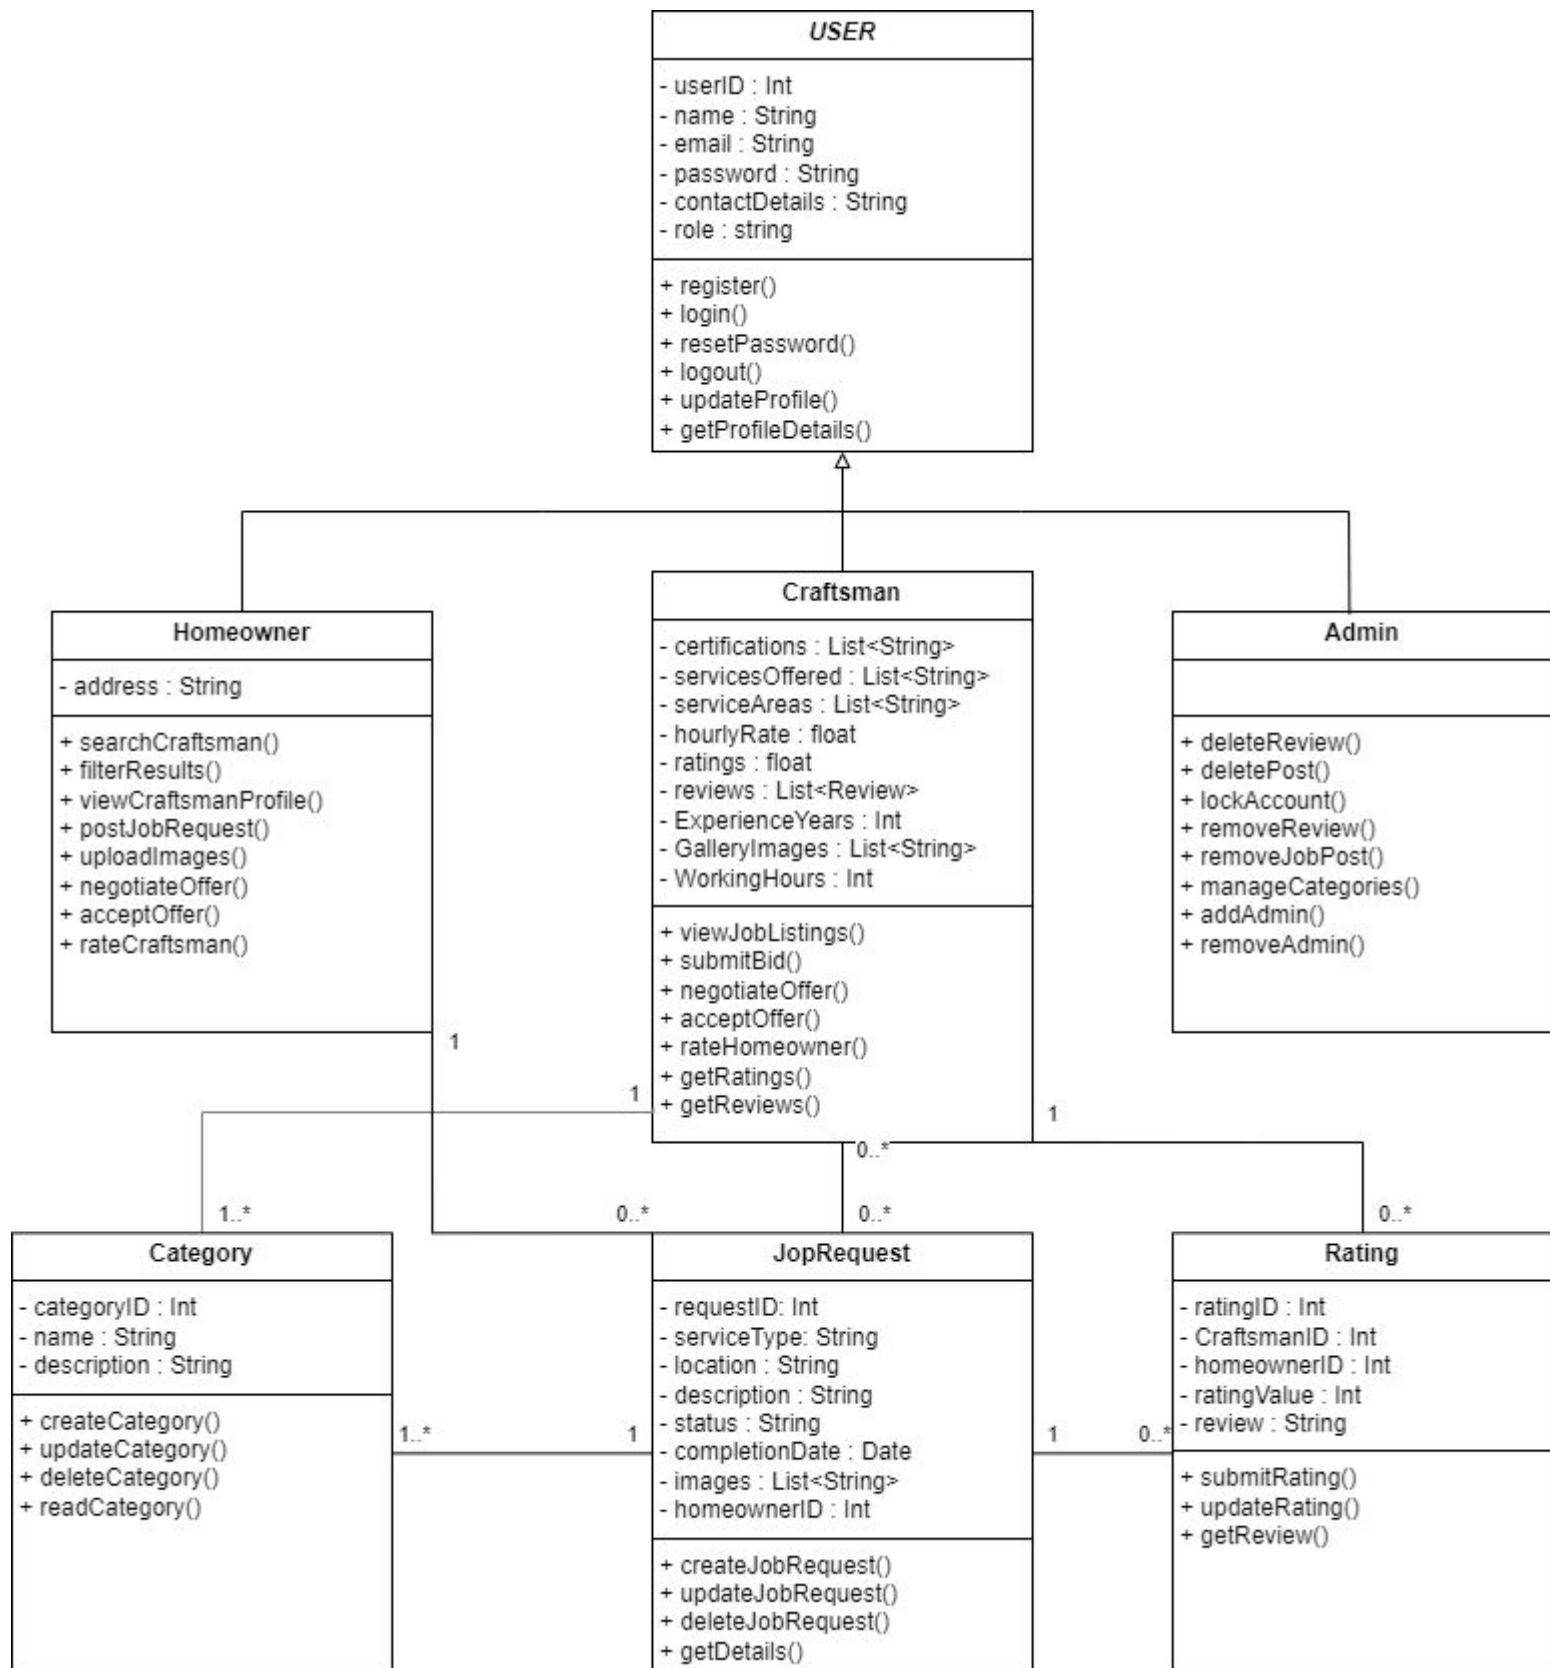 USER
- userID : Int
- name : String
- email : String
- password : String
- contactDetails : String
- role : string
+ register()
+ login()
+ resetPassword()
+ logout()
+ updateProfile()
+ getProfileDetails()
Homeowner
- address : String
+ searchCraftsman()
+ filterResults()
+ viewCraftsmanProfile()
+ postJobRequest()
+ uploadImages()
+ negotiateOffer()
+ acceptOffer()
+ rateCraftsman()
Craftsman
- certifications : List<String>
- servicesOffered : List<String>
- serviceAreas : List<String>
- hourlyRate : float
- ratings : float
- reviews : List<Review>
- ExperienceYears : Int
- GalleryImages : List<String>
- WorkingHours : Int
+ viewJobListings()
+ submitBid()
+ negotiateOffer()
+ acceptOffer()
+ rateHomeowner()
+ getRatings()
+ getReviews()
Admin
+ deleteReview()
+ deletePost()
+ lockAccount()
+ removeReview()
+ removeJobPost()
+ manageCategories()
+ addAdmin()
+ removeAdmin()
1
1
1
0..*
1..*
0..*
0..*
0..*
Category
- categoryID : Int
- name : String
- description : String
+ createCategory()
+ updateCategory()
+ deleteCategory()
+ readCategory()
1..*
1
JopRequest
- requestID: Int
- serviceType: String
- location : String
- description : String
- status : String
- completionDate : Date
- images : List<String>
- homeownerID : Int
+ createJobRequest()
+ updateJobRequest()
+ deleteJobRequest()
+ getDetails()
1
0..*
Rating
- ratingID : Int
- CraftsmanID : Int
- homeownerID : Int
- ratingValue : Int
- review : String
+ submitRating()
+ updateRating()
+ getReview()